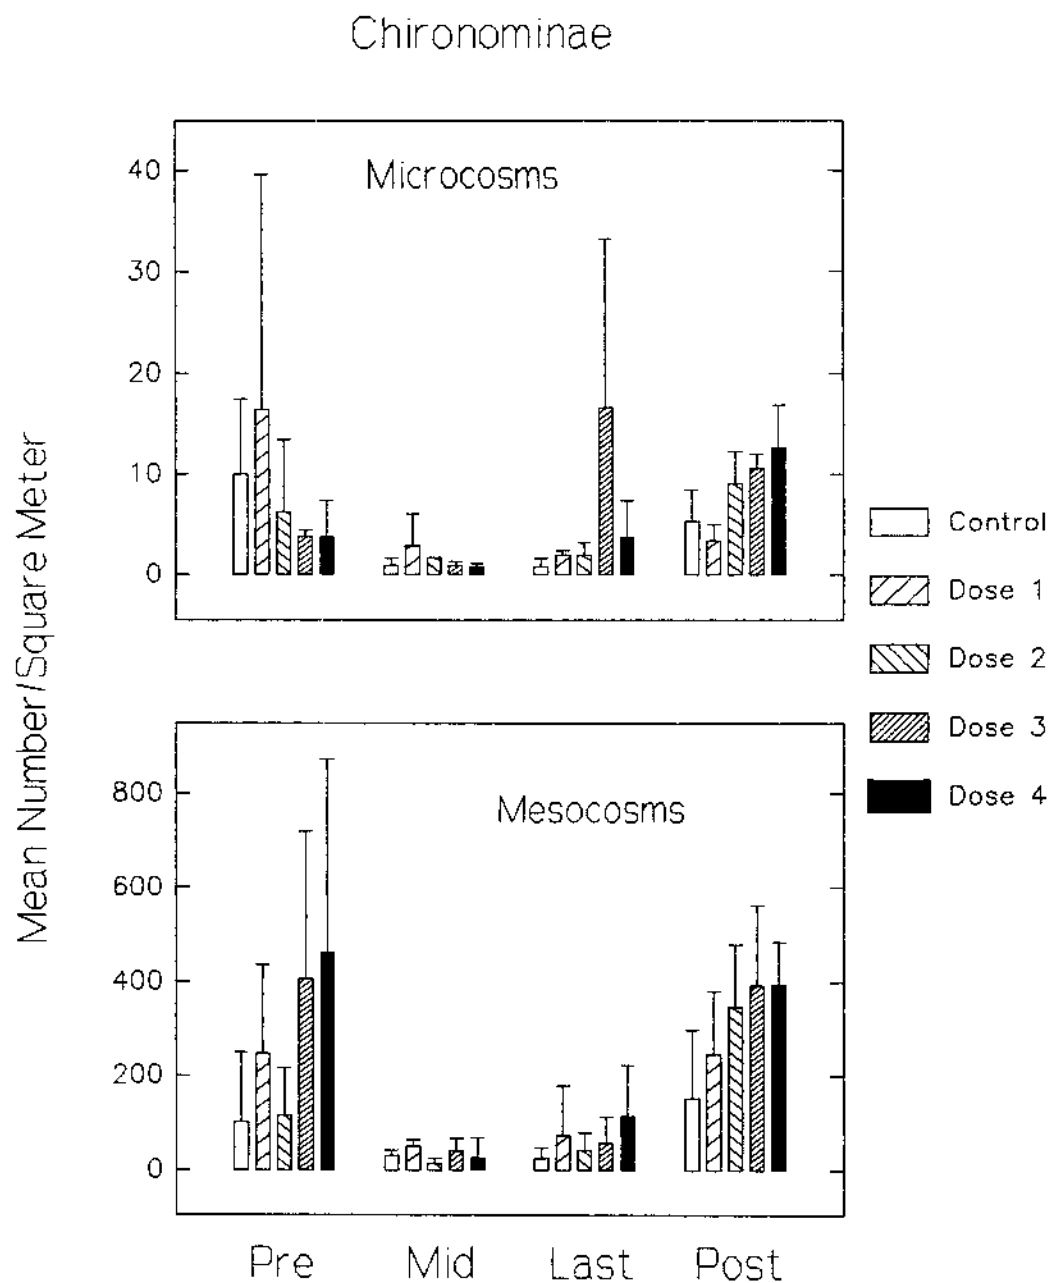 Chironominae
Microcosms
40
30
20
10
0
Mean Number/Square Meter
Control
Dose 1
Dose 2
Dose 3
Dose 4
Mesocosms
800
600
400
200
0
Pre Mid Last Post